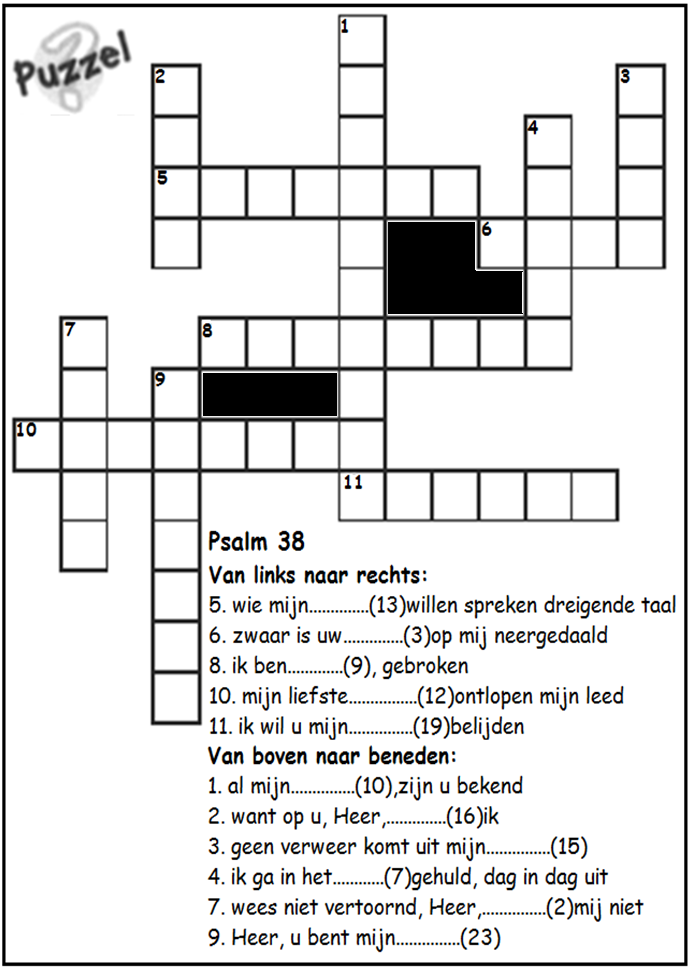 Puzzel
1
2
3
4
5
6
7
8
9
10
11
Psalm 38
Van links naar rechts:
5. wie mijn..............(13)willen spreken dreigende taal
6. zwaar is uw..............(3)op mij neergedaald
8. ik ben.............(9), gebroken
10. mijn liefste................(12)ontlopen mijn leed
11. ik wil u mijn...............(19)belijden
Van boven naar beneden:
1. al mijn...............(10),zijn u bekend
2. want op u, Heer,..............(16)ik
3. geen verweer komt uit mijn...............(15)
4. ik ga in het............(7)gehuld, dag in dag uit
7. wees niet vertoornd, Heer,...............(2)mij niet
9. Heer, u bent mijn...............(23)